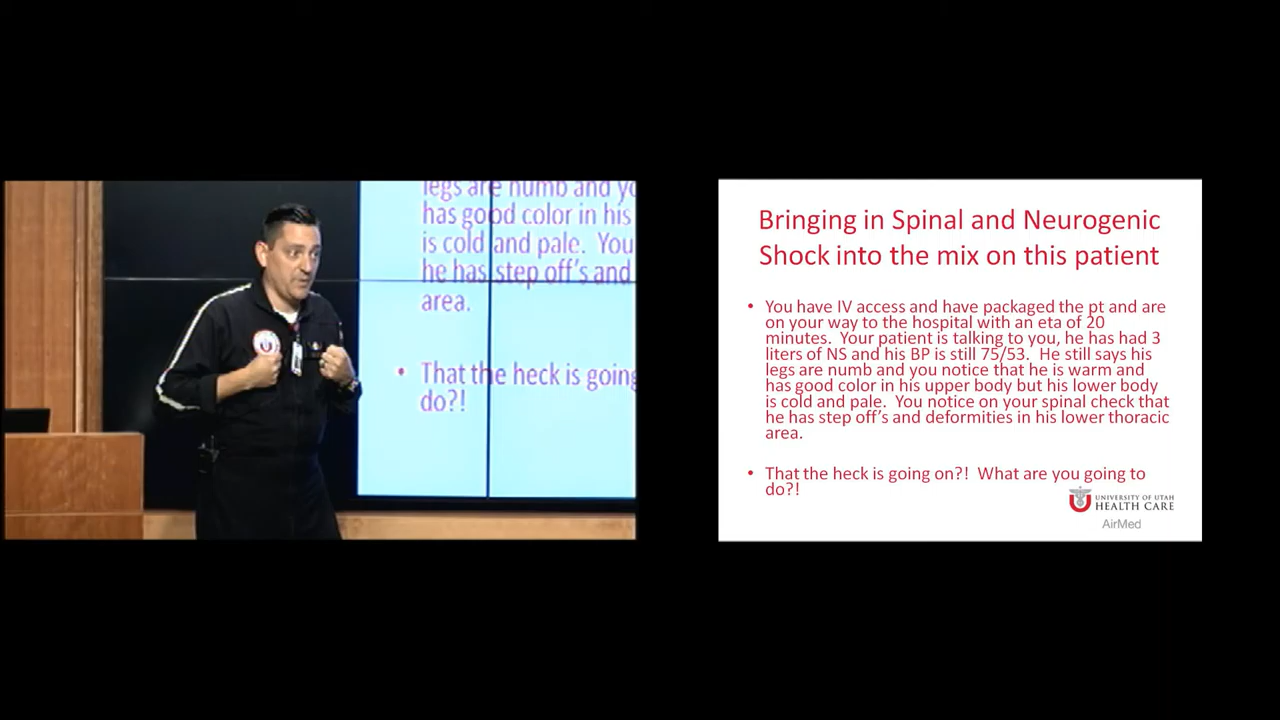 legs are numb and yo
has good color in his
is cold and pale. You
he has step off's and
area.
• That the heck is going
do?!
Bringing in Spinal and Neurogenic
Shock into the mix on this patient
• You have IV access and have packaged the pt and are
on your way to the hospital with an eta of 20
minutes. Your patient is talking to you, he has had 3
liters of NS and his BP is still 75/53. He still says his
legs are numb and you notice that he is warm and
has good color in his upper body but his lower body
is cold and pale. You notice on your spinal check that
he has step off's and deformities in his lower thoracic
area.
• That the heck is going on?! What are you going to
do?!
UNIVERSITY OF UTAH
HEALTH CARE
AirMed